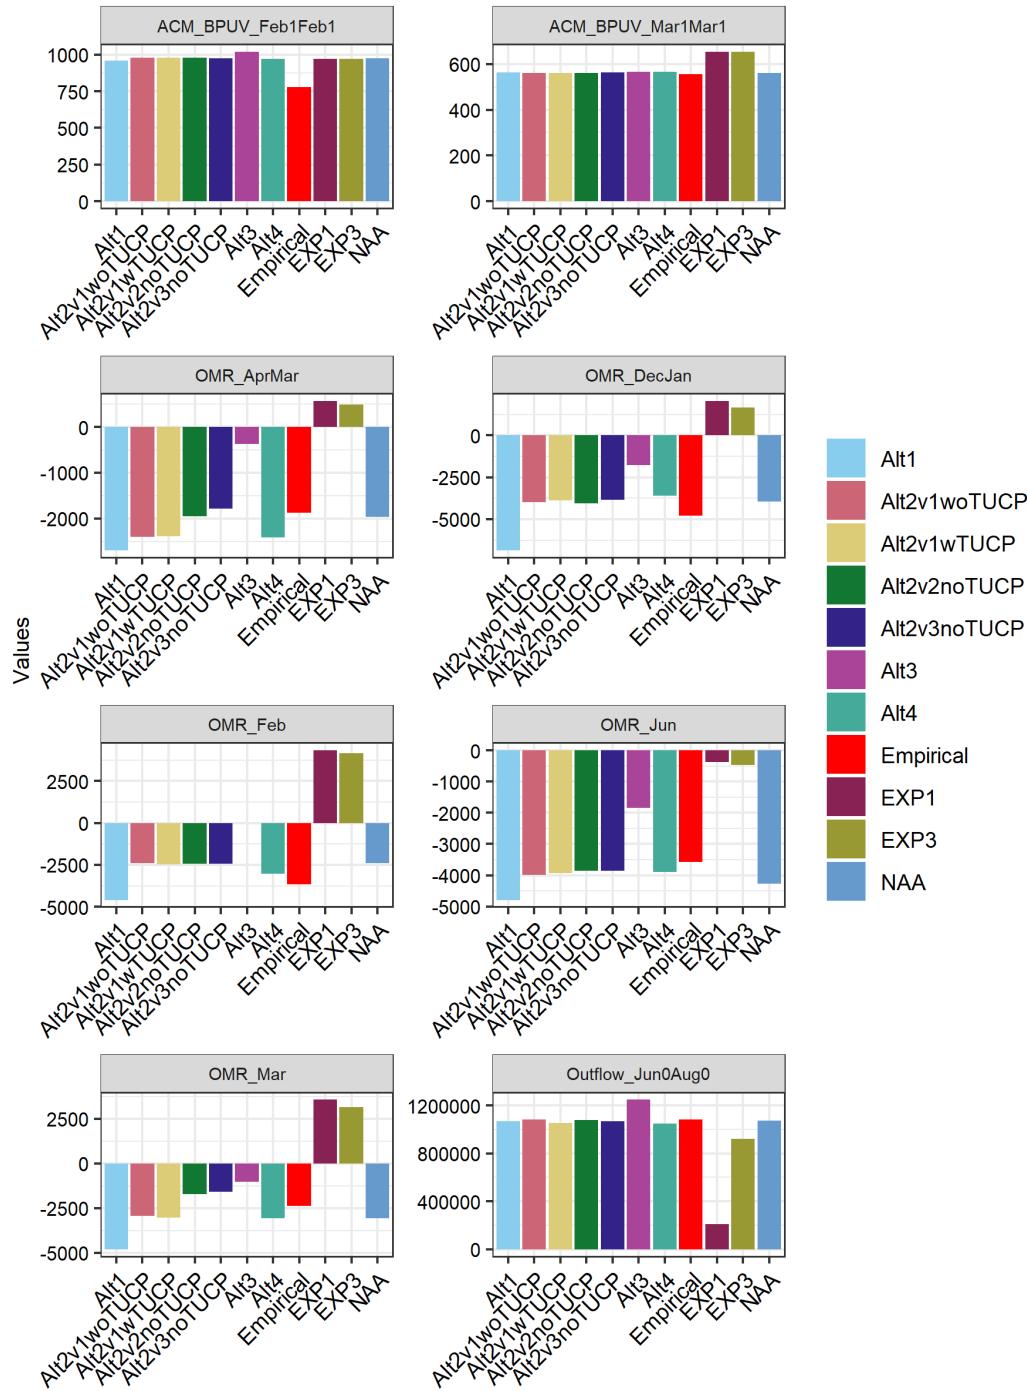 ACM_BPUV_Feb1Feb1
ACM_BPUV_Mar1Mar1
1000
750
500
250
0
600
400
200
0
Alt1
Alt2v1woTUCP
Alt2v1wTUCP
Alt2v2noTUCP
Alt2v3noTUCP
Alt3
Alt4
Empirical
EXP1
EXP3
NAA
Alt1
Alt2v1woTUCP
Alt2v1wTUCP
Alt2v2noTUCP
Alt2v3noTUCP
Alt3
Alt4
Empirical
EXP1
EXP3
NAA
OMR_AprMar
OMR_DecJan
0
-1000
-2000
0
-2500
-5000
Alt1
Alt2v1woTUCP
Alt2v1wTUCP
Alt2v2noTUCP
Alt2v3noTUCP
Alt3
Alt4
Empirical
EXP1
EXP3
NAA
Alt1
Alt2v1woTUCP
Alt2v1wTUCP
Alt2v2noTUCP
Alt2v3noTUCP
Alt3
Alt4
Empirical
EXP1
EXP3
NAA
Values
OMR_Feb
OMR_Jun
2500
0
-2500
-5000
0
-1000
-2000
-3000
-4000
-5000
Alt1
Alt2v1woTUCP
Alt2v1wTUCP
Alt2v2noTUCP
Alt2v3noTUCP
Alt3
Alt4
Empirical
EXP1
EXP3
NAA
Alt1
Alt2v1woTUCP
Alt2v1wTUCP
Alt2v2noTUCP
Alt2v3noTUCP
Alt3
Alt4
Empirical
EXP1
EXP3
NAA
OMR_Mar
Outflow_Jun0Aug0
2500
0
-2500
-5000
1200000
800000
400000
0
Alt1
Alt2v1woTUCP
Alt2v1wTUCP
Alt2v2noTUCP
Alt2v3noTUCP
Alt3
Alt4
Empirical
EXP1
EXP3
NAA
Alt1
Alt2v1woTUCP
Alt2v1wTUCP
Alt2v2noTUCP
Alt2v3noTUCP
Alt3
Alt4
Empirical
EXP1
EXP3
NAA
Alt1
Alt2v1woTUCP
Alt2v1wTUCP
Alt2v2noTUCP
Alt2v3noTUCP
Alt3
Alt4
Empirical
EXP1
EXP3
NAA